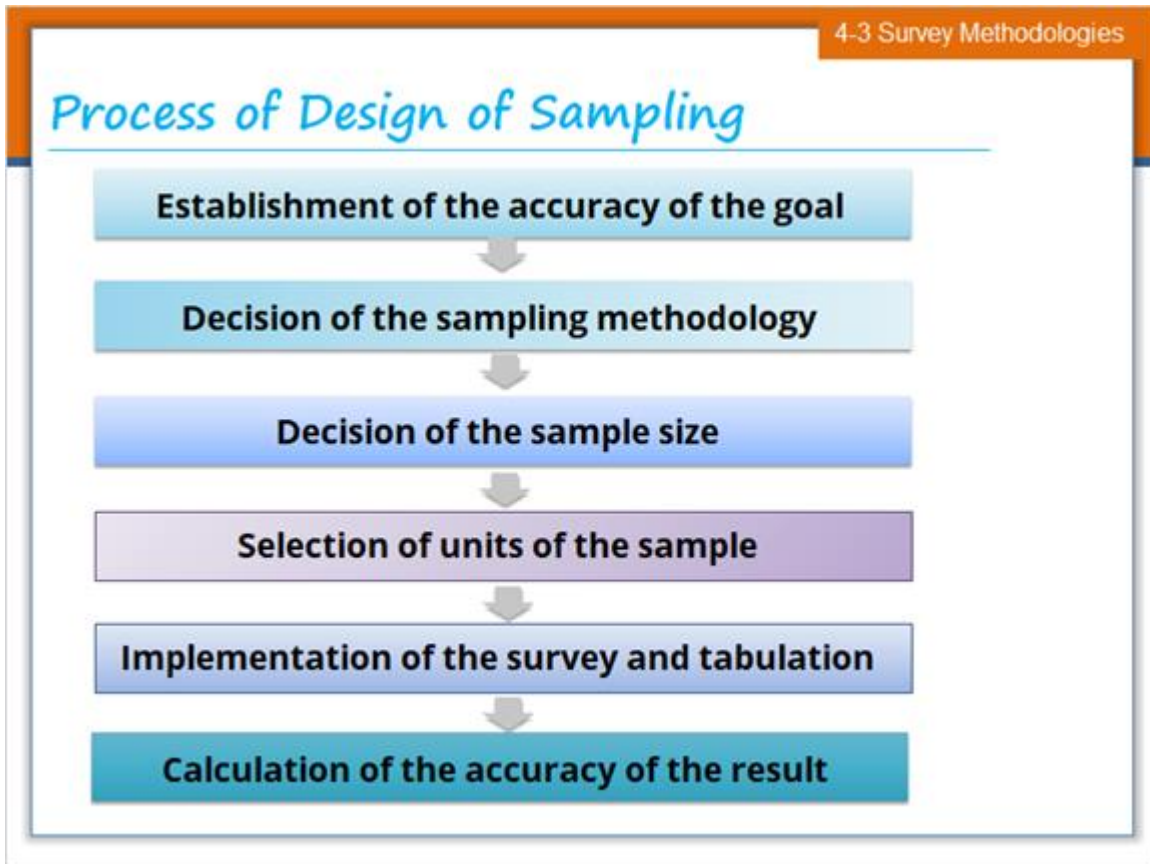 4-3 Survey Methodologies
Process of Design of Sampling
Establishment of the accuracy of the goal
Decision of the sampling methodology
Decision of the sample size
Selection of units of the sample
Implementation of the survey and tabulation
Calculation of the accuracy of the result